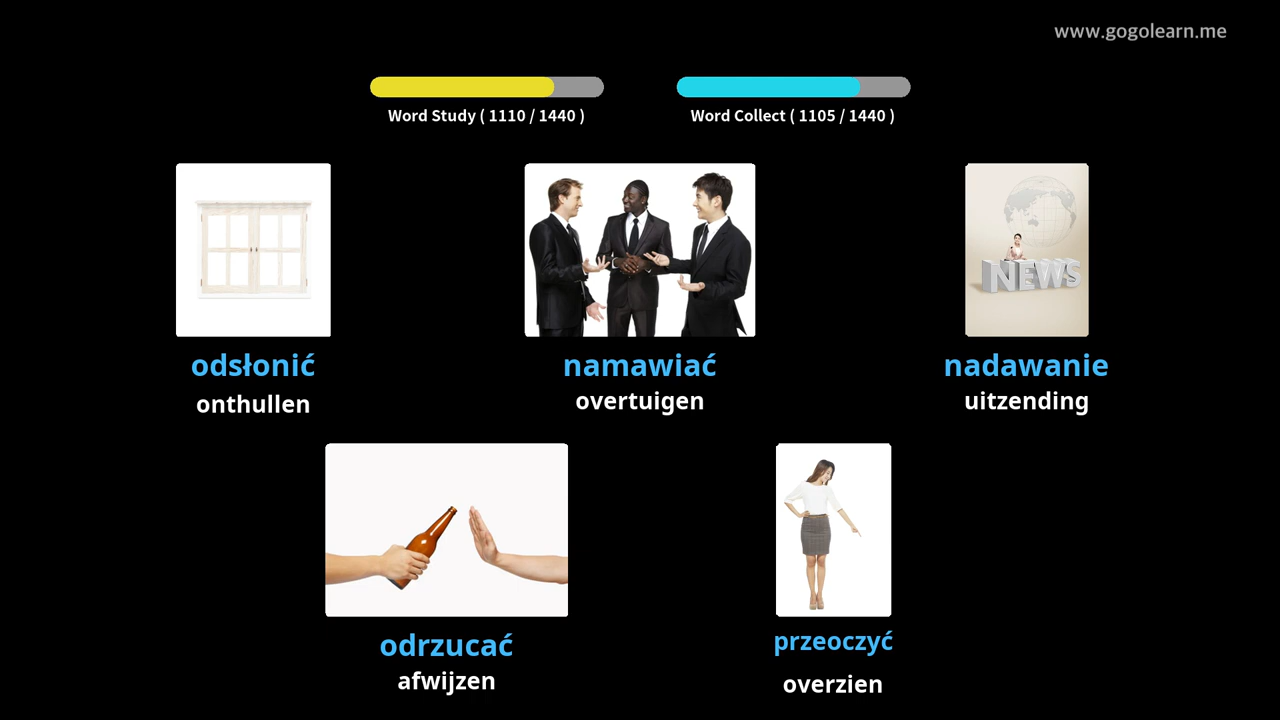 www.gogolearn.me
Word Study ( 1110 / 1440 )
Word Collect ( 1105 / 1440 )
NEWS
odsłonić
onthullen
namawiać
overtuigen
nadawanie
uitzending
odrzucać
afwijzen
przeoczyć
overzien